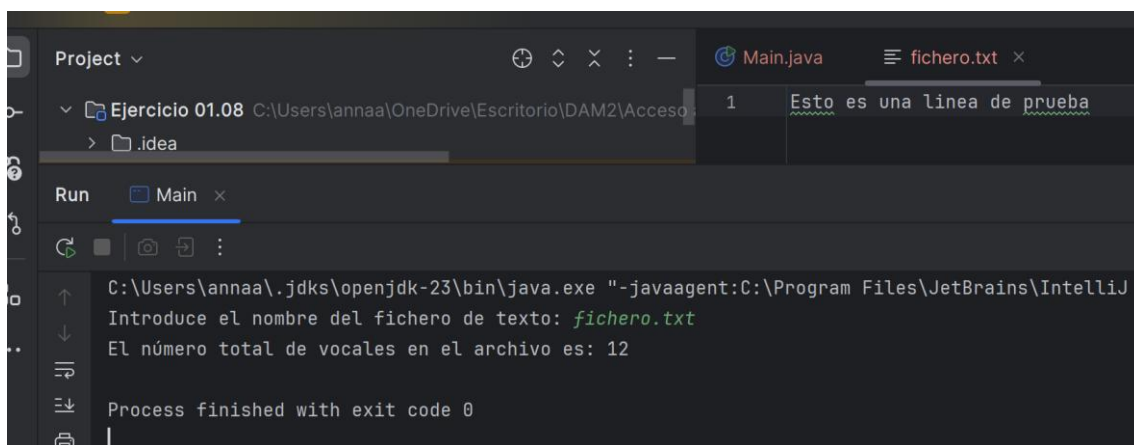 Project
Main.java
fichero.txt
Ejercicio 01.08 C:\Users\annaa\OneDrive\Escritorio\DAM2\Acceso
.idea
1 Esto es una linea de prueba
Run Main
C:\Users\annaa\.jdks\openjdk-23\bin\java.exe "-javaagent:C:\Program Files\JetBrains\IntelliJ
Introduce el nombre del fichero de texto: fichero.txt
El número total de vocales en el archivo es: 12
Process finished with exit code 0